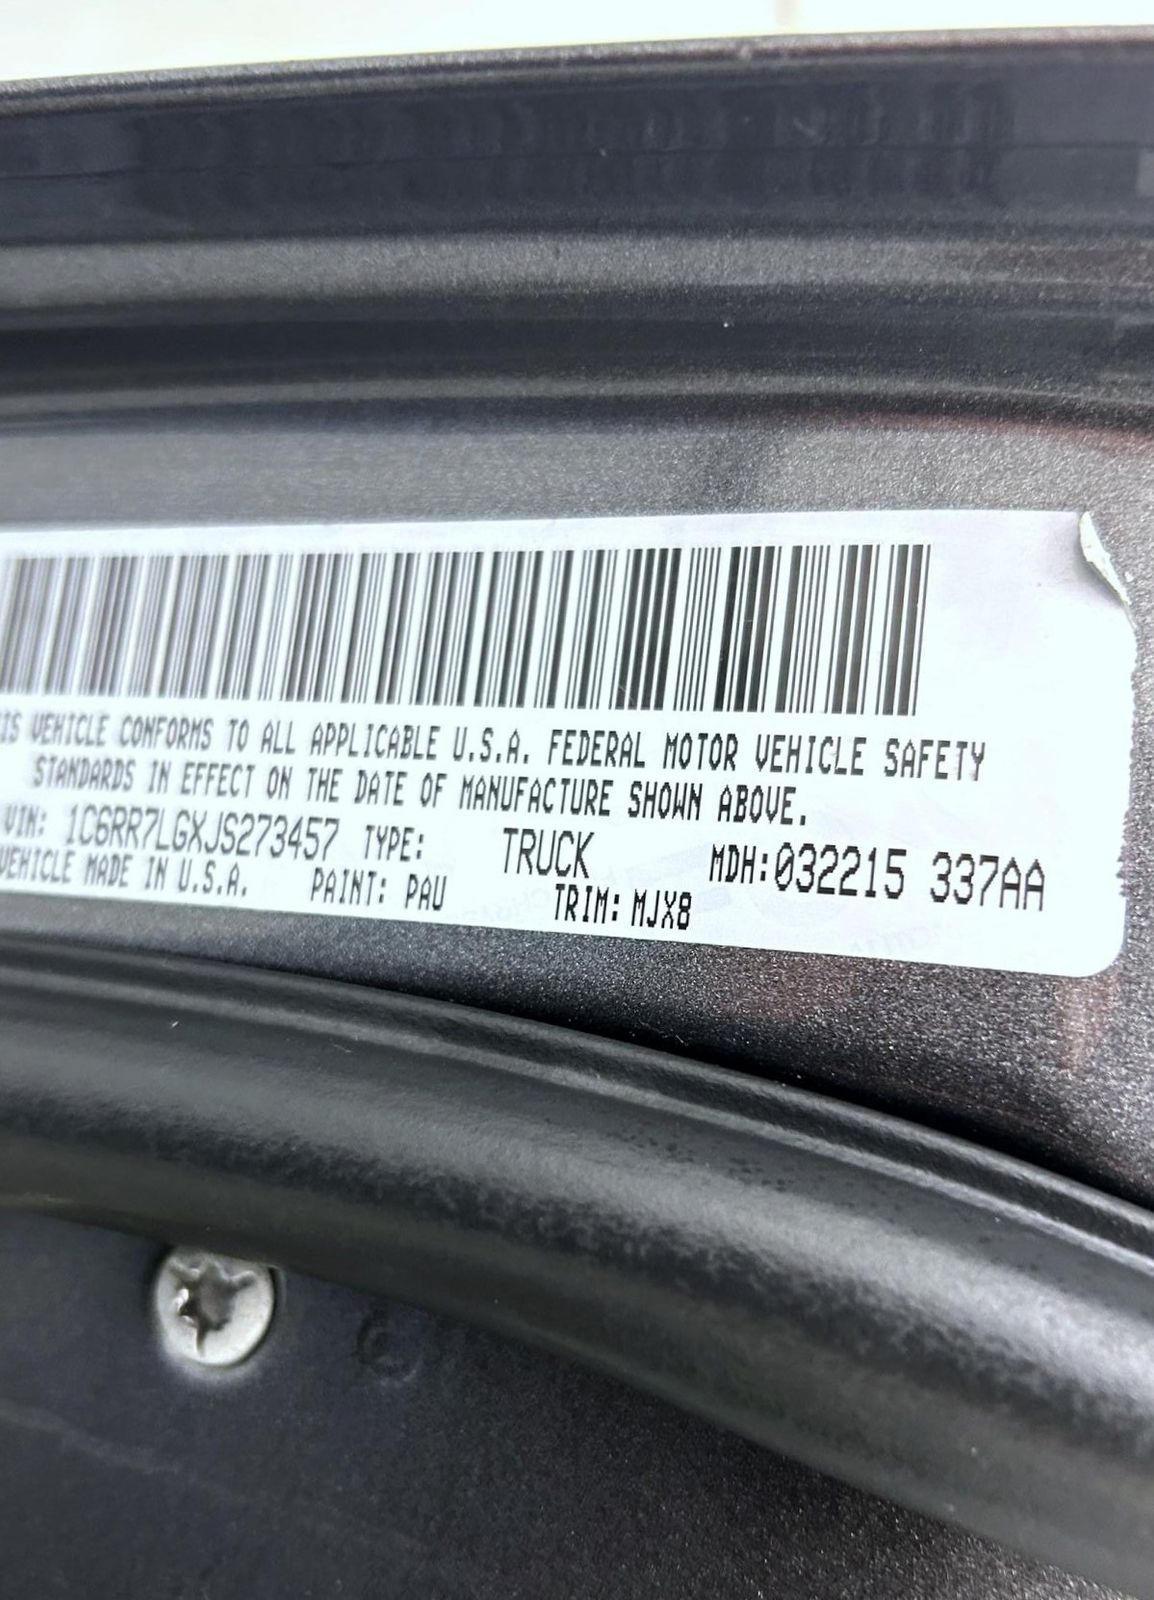 IS VEHICLE CONFORMS TO ALL APPLICABLE U.S.A. FEDERAL MOTOR VEHICLE SAFETY
STANDARDS IN EFFECT ON THE DATE OF MANUFACTURE SHOWN ABOVE.
VIN: 1C6RR7LGXJS273457 TYPE: TRUCK MDH:032215 337AA
VEHICLE MADE IN U.S.A. PAINT: PAU TRIM: MJX8